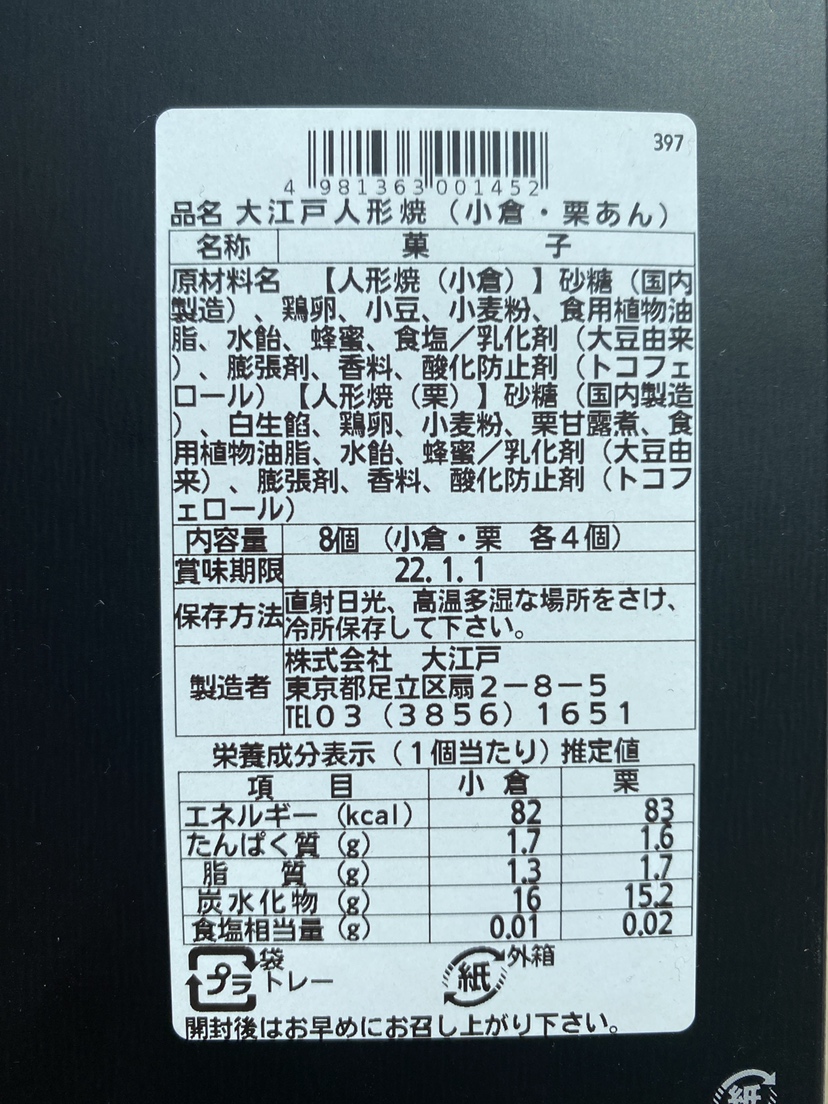 397
4 981363 001452
品名 大江戸人形焼（小倉・栗あん）
名称 菓子
原材料名 【人形焼（小倉）】砂糖（国内
製造）、鶏卵、小豆、小麦粉、食用植物油
脂、水飴、蜂蜜、食塩／乳化剤（大豆由来
）、膨張剤、香料、酸化防止剤（トコフェ
ロール）【人形焼（栗）】砂糖（国内製造
）、白生餡、鶏卵、小麦粉、栗甘露煮、食
用植物油脂、水飴、蜂蜜／乳化剤（大豆由
来）、膨張剤、香料、酸化防止剤（トコフ
ェロール）
内容量 8個（小倉・栗 各４個）
賞味期限 22.1.1
保存方法 直射日光、高温多湿な場所をさけ、
冷所保存して下さい。
製造者 株式会社 大江戸
東京都足立区扇２－８－５
℡０３（３８５６）１６５１
栄養成分表示（１個当たり）推定値
項目 小倉 栗
エネルギー（kcal） 82 83
たんぱく質（g） 1.7 1.6
脂質（g） 1.3 1.7
炭水化物（g） 16 15.2
食塩相当量（g） 0.01 0.02
プラ 袋 トレー 紙 外箱
開封後はお早めにお召し上がり下さい。
紙